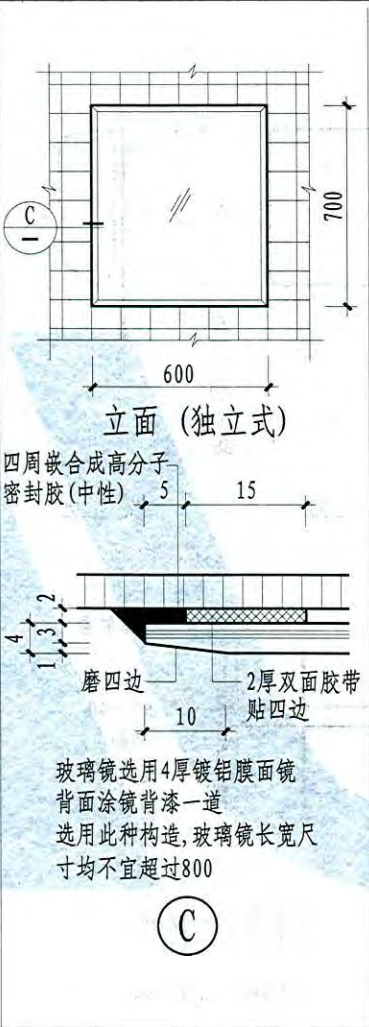 C
—
700
600
立面 (独立式)
四周嵌合成高分子
密封胶(中性)
5
15
2
4
3
1
磨四边
2厚双面胶带
贴四边
10
玻璃镜选用4厚镀铝膜面镜
背面涂镜背漆一道
选用此种构造,玻璃镜长宽尺
寸均不宜超过800
C